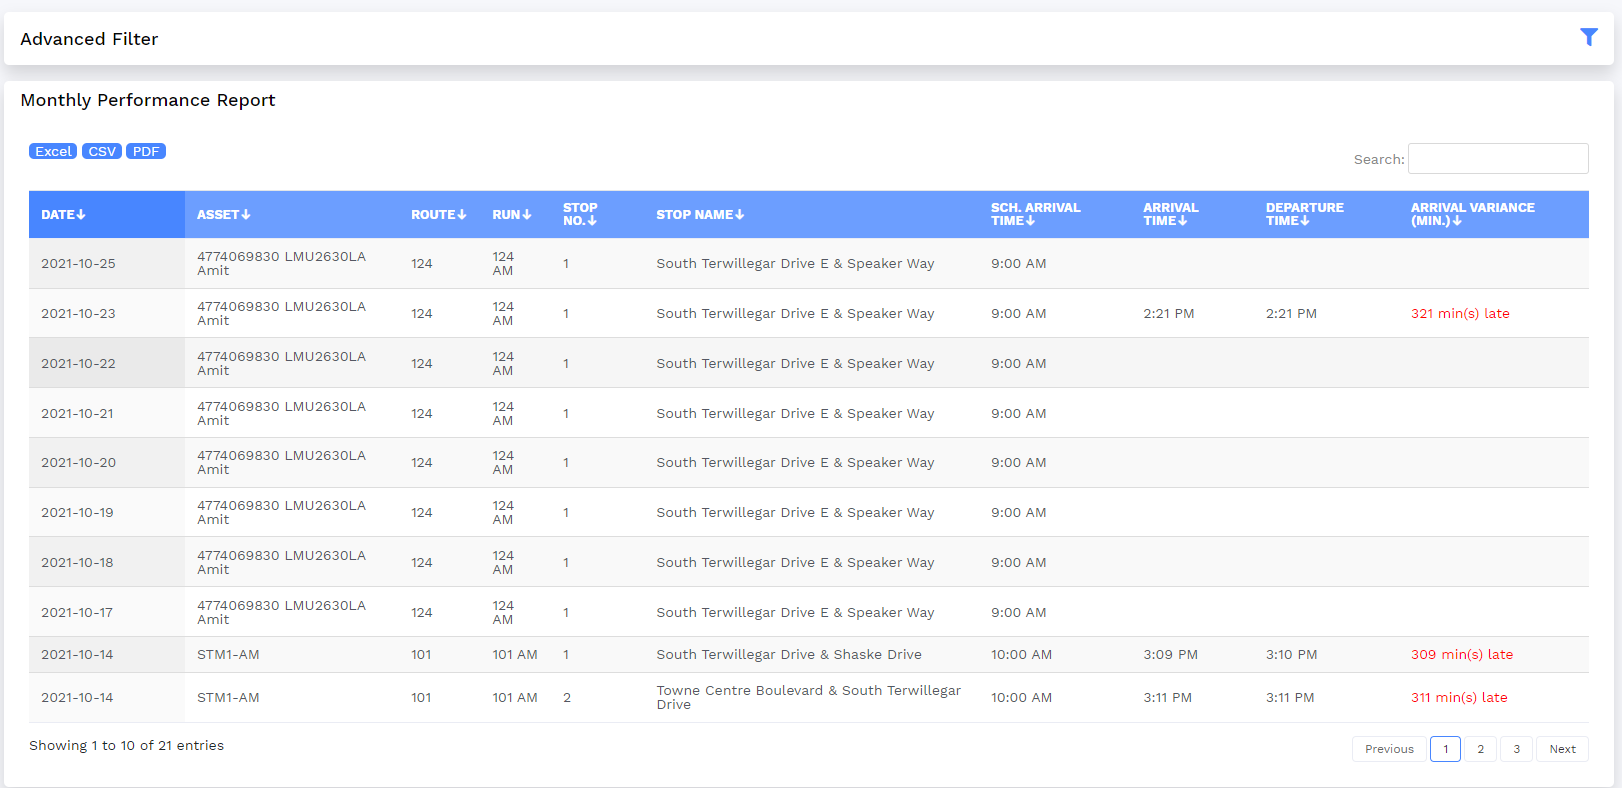 Advanced Filter
Monthly Performance Report
Excel CSV PDF
Search:
DATE↓ ASSET↓ ROUTE↓ RUN↓ STOP NO.↓ STOP NAME↓ SCH. ARRIVAL TIME↓ ARRIVAL TIME↓ DEPARTURE TIME↓ ARRIVAL VARIANCE (MIN.)↓
2021-10-25 4774069830 LMU2630LA Amit 124 124 AM 1 South Terwillegar Drive E & Speaker Way 9:00 AM
2021-10-23 4774069830 LMU2630LA Amit 124 124 AM 1 South Terwillegar Drive E & Speaker Way 9:00 AM 2:21 PM 2:21 PM 321 min(s) late
2021-10-22 4774069830 LMU2630LA Amit 124 124 AM 1 South Terwillegar Drive E & Speaker Way 9:00 AM
2021-10-21 4774069830 LMU2630LA Amit 124 124 AM 1 South Terwillegar Drive E & Speaker Way 9:00 AM
2021-10-20 4774069830 LMU2630LA Amit 124 124 AM 1 South Terwillegar Drive E & Speaker Way 9:00 AM
2021-10-19 4774069830 LMU2630LA Amit 124 124 AM 1 South Terwillegar Drive E & Speaker Way 9:00 AM
2021-10-18 4774069830 LMU2630LA Amit 124 124 AM 1 South Terwillegar Drive E & Speaker Way 9:00 AM
2021-10-17 4774069830 LMU2630LA Amit 124 124 AM 1 South Terwillegar Drive E & Speaker Way 9:00 AM
2021-10-14 STM1-AM 101 101 AM 1 South Terwillegar Drive & Shaske Drive 10:00 AM 3:09 PM 3:10 PM 309 min(s) late
2021-10-14 STM1-AM 101 101 AM 2 Towne Centre Boulevard & South Terwillegar Drive 10:00 AM 3:11 PM 3:11 PM 311 min(s) late
Showing 1 to 10 of 21 entries
Previous 1 2 3 Next